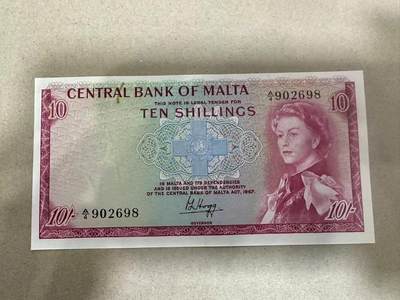 CENTRAL BANK OF MALTA
10
10
THIS NOTE IS LEGAL TENDER FOR
TEN SHILLINGS
A/4 902698
IN MALTA AND ITS DEPENDENCIES
AND IS ISSUED UNDER THE AUTHORITY
OF THE CENTRAL BANK OF MALTA ACT, 1967.
A/4 902698
10/-
10/-
GOVERNOR